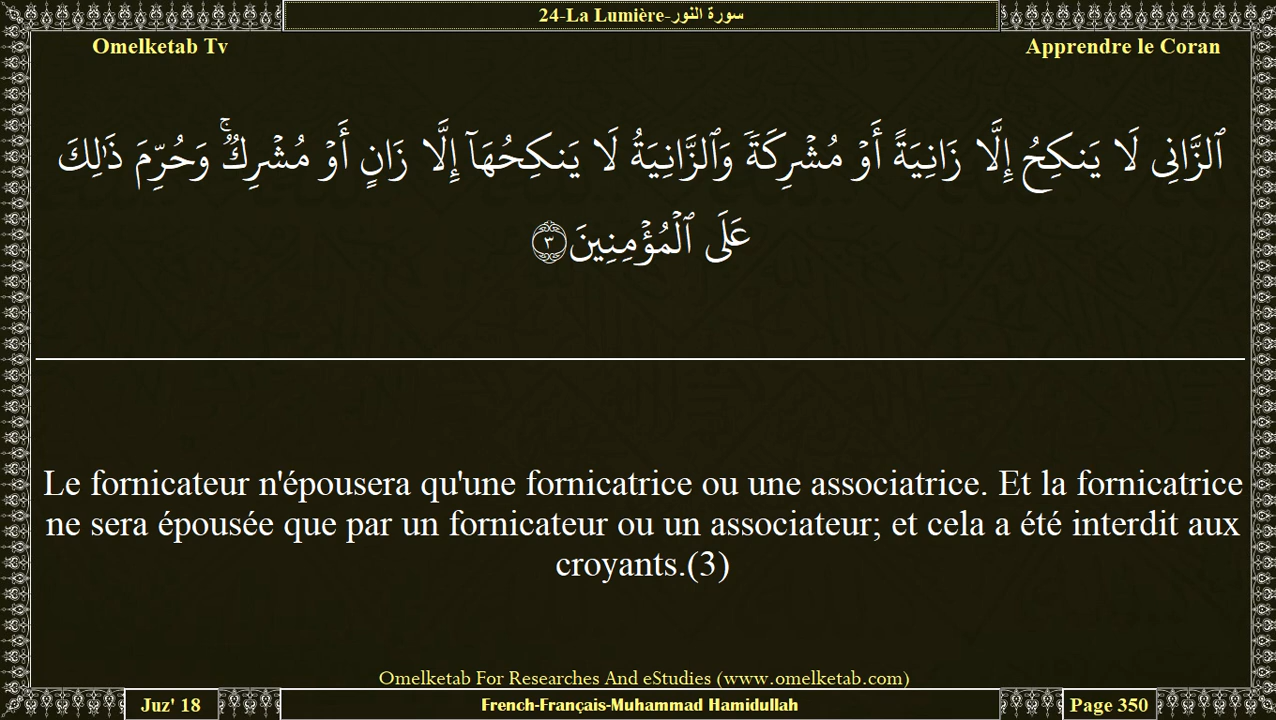 24-La Lumière-سورة النور
Omelketab Tv
Apprendre le Coran
ٱلزَّانِى لَا يَنكِحُ إِلَّا زَانِيَةً أَوْ مُشْرِكَةً وَٱلزَّانِيَةُ لَا يَنكِحُهَآ إِلَّا زَانٍ أَوْ مُشْرِكٌۚ وَحُرِّمَ ذَٰلِكَ
عَلَى ٱلْمُؤْمِنِينَ ٣
Le fornicateur n'épousera qu'une fornicatrice ou une associatrice. Et la fornicatrice
ne sera épousée que par un fornicateur ou un associateur; et cela a été interdit aux
croyants.(3)
Omelketab For Researches And eStudies (www.omelketab.com)
Juz' 18
French-Français-Muhammad Hamidullah
Page 350